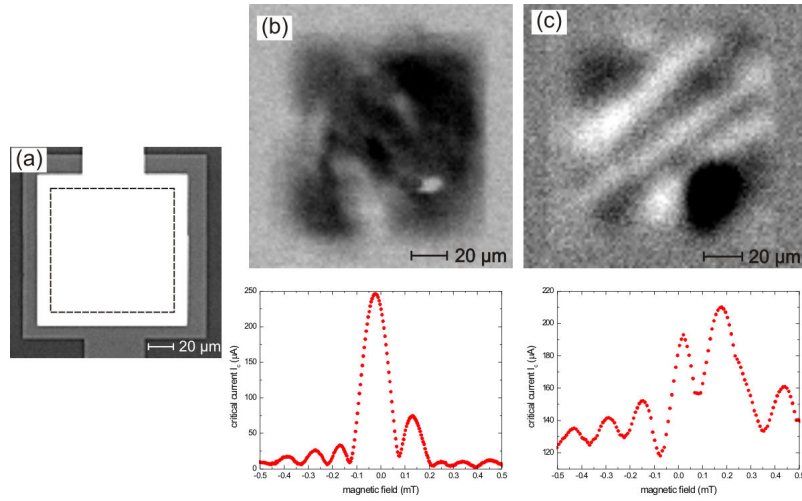 (a)
20 µm
(b)
20 µm
(c)
20 µm
critical current I_c (µA)
250
200
150
100
50
0
-0.5 -0.4 -0.3 -0.2 -0.1 0.0 0.1 0.2 0.3 0.4 0.5
magnetic field (mT)
critical current I_c (µA)
220
200
180
160
140
120
-0.5 -0.4 -0.3 -0.2 -0.1 0.0 0.1 0.2 0.3 0.4 0.5
magnetic field (mT)